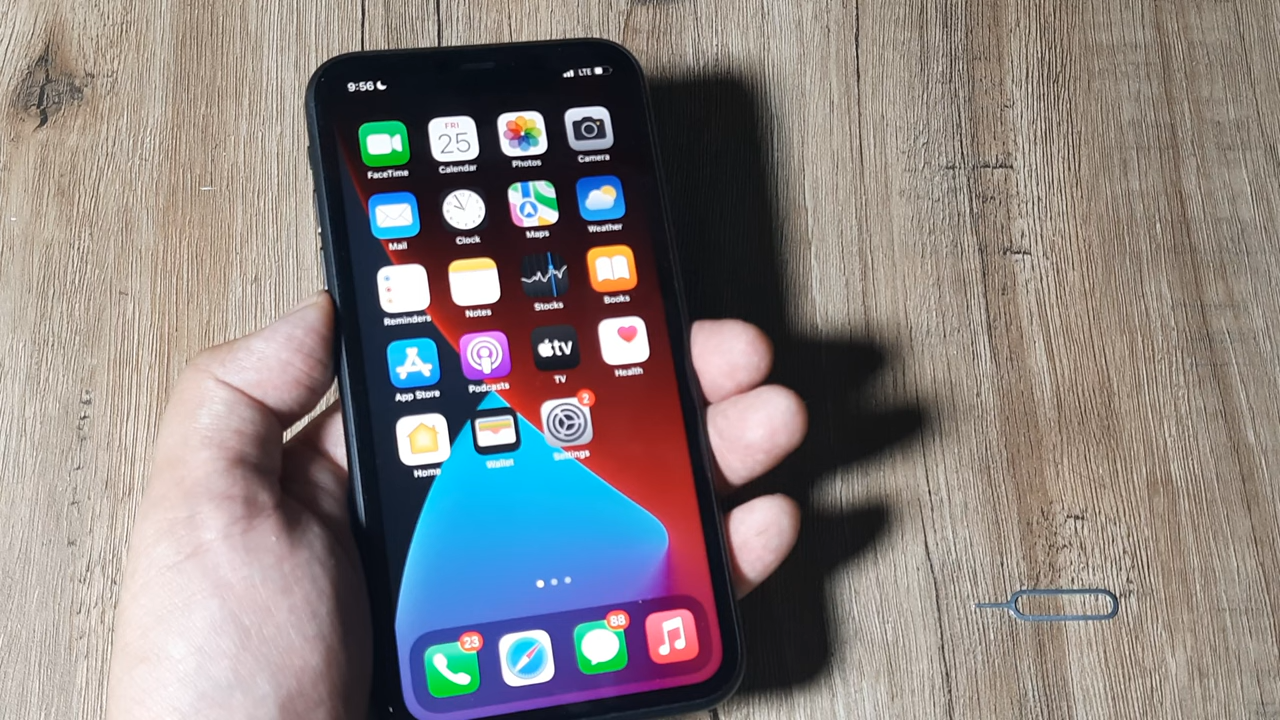 9:56 LTE
FRI
25
FaceTime Calendar Photos Camera
Mail Clock Maps Weather
Reminders Notes Stocks Books
tv
App Store Podcasts TV Health
2
Home Wallet Settings
23 88